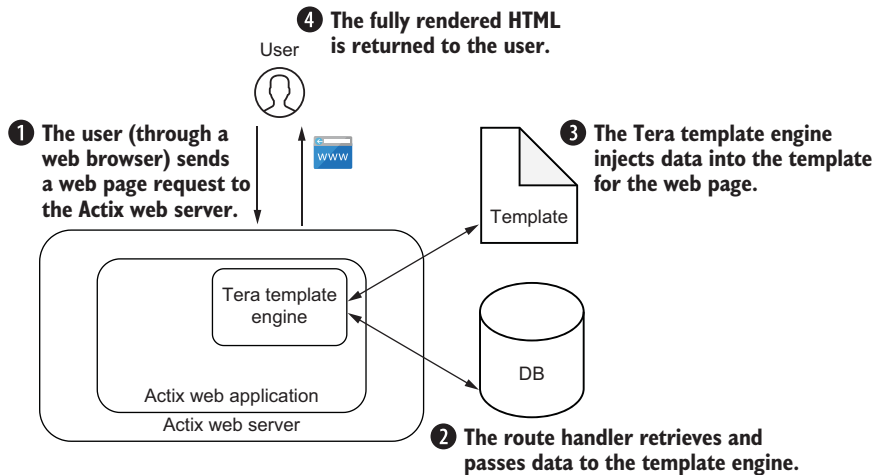 4 The fully rendered HTML
is returned to the user.
User
1 The user (through a
web browser) sends
a web page request to
the Actix web server.
www
3 The Tera template engine
injects data into the template
for the web page.
Template
Tera template
engine
DB
Actix web application
Actix web server
2 The route handler retrieves and
passes data to the template engine.